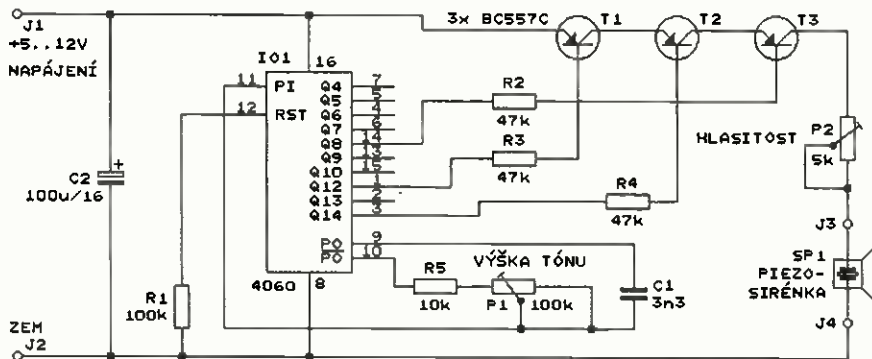 J1
+5..12V
NAPÁJENÍ
C2
100u/16
R1
100k
ZEM
J2
IO1
16
11
PI
12
RST
Q4
7
Q5
5
Q6
4
Q7
6
Q8
14
Q9
13
Q10
15
Q12
1
Q13
2
Q14
3
PO
9
PO
10
4060
8
3x BC557C
T1
T2
T3
R2
47k
R3
47k
R4
47k
HLASITOST
P2
5k
R5
10k
VÝŠKA TÓNU
P1
100k
C1
3n3
J3
SP1
PIEZO-
SIRÉNKA
J4